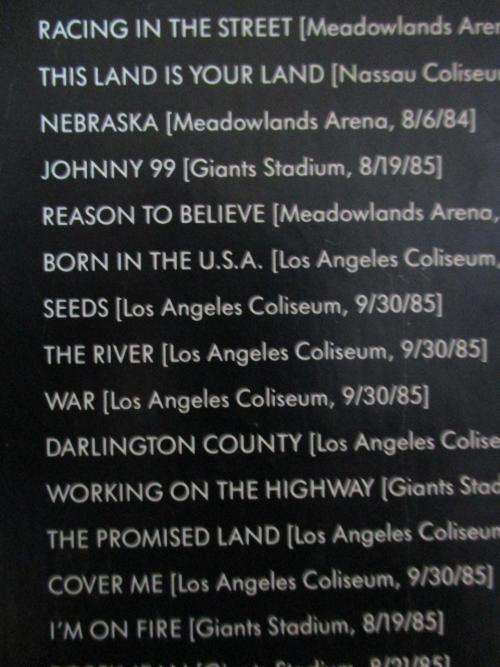 RACING IN THE STREET [Meadowlands Aren
THIS LAND IS YOUR LAND [Nassau Coliseu
NEBRASKA [Meadowlands Arena, 8/6/84]
JOHNNY 99 [Giants Stadium, 8/19/85]
REASON TO BELIEVE [Meadowlands Arena,
BORN IN THE U.S.A. [Los Angeles Coliseum,
SEEDS [Los Angeles Coliseum, 9/30/85]
THE RIVER [Los Angeles Coliseum, 9/30/85]
WAR [Los Angeles Coliseum, 9/30/85]
DARLINGTON COUNTY [Los Angeles Colise
WORKING ON THE HIGHWAY [Giants Stad
THE PROMISED LAND [Los Angeles Coliseum
COVER ME [Los Angeles Coliseum, 9/30/85]
I'M ON FIRE [Giants Stadium, 8/19/85]